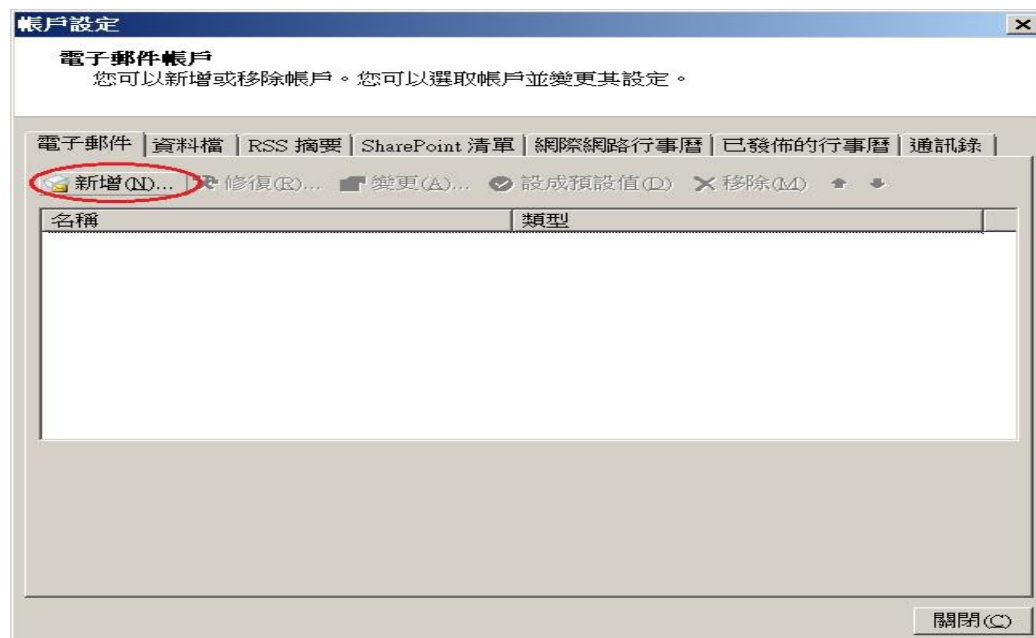 帳戶設定
電子郵件帳戶
您可以新增或移除帳戶。您可以選取帳戶並變更其設定。
電子郵件 資料檔 RSS 摘要 SharePoint 清單 網際網路行事曆 已發佈的行事曆 通訊錄
新增(N)... 修復(R)... 變更(A)... 設成預設值(D) 移除(M)
名稱 類型
關閉(C)